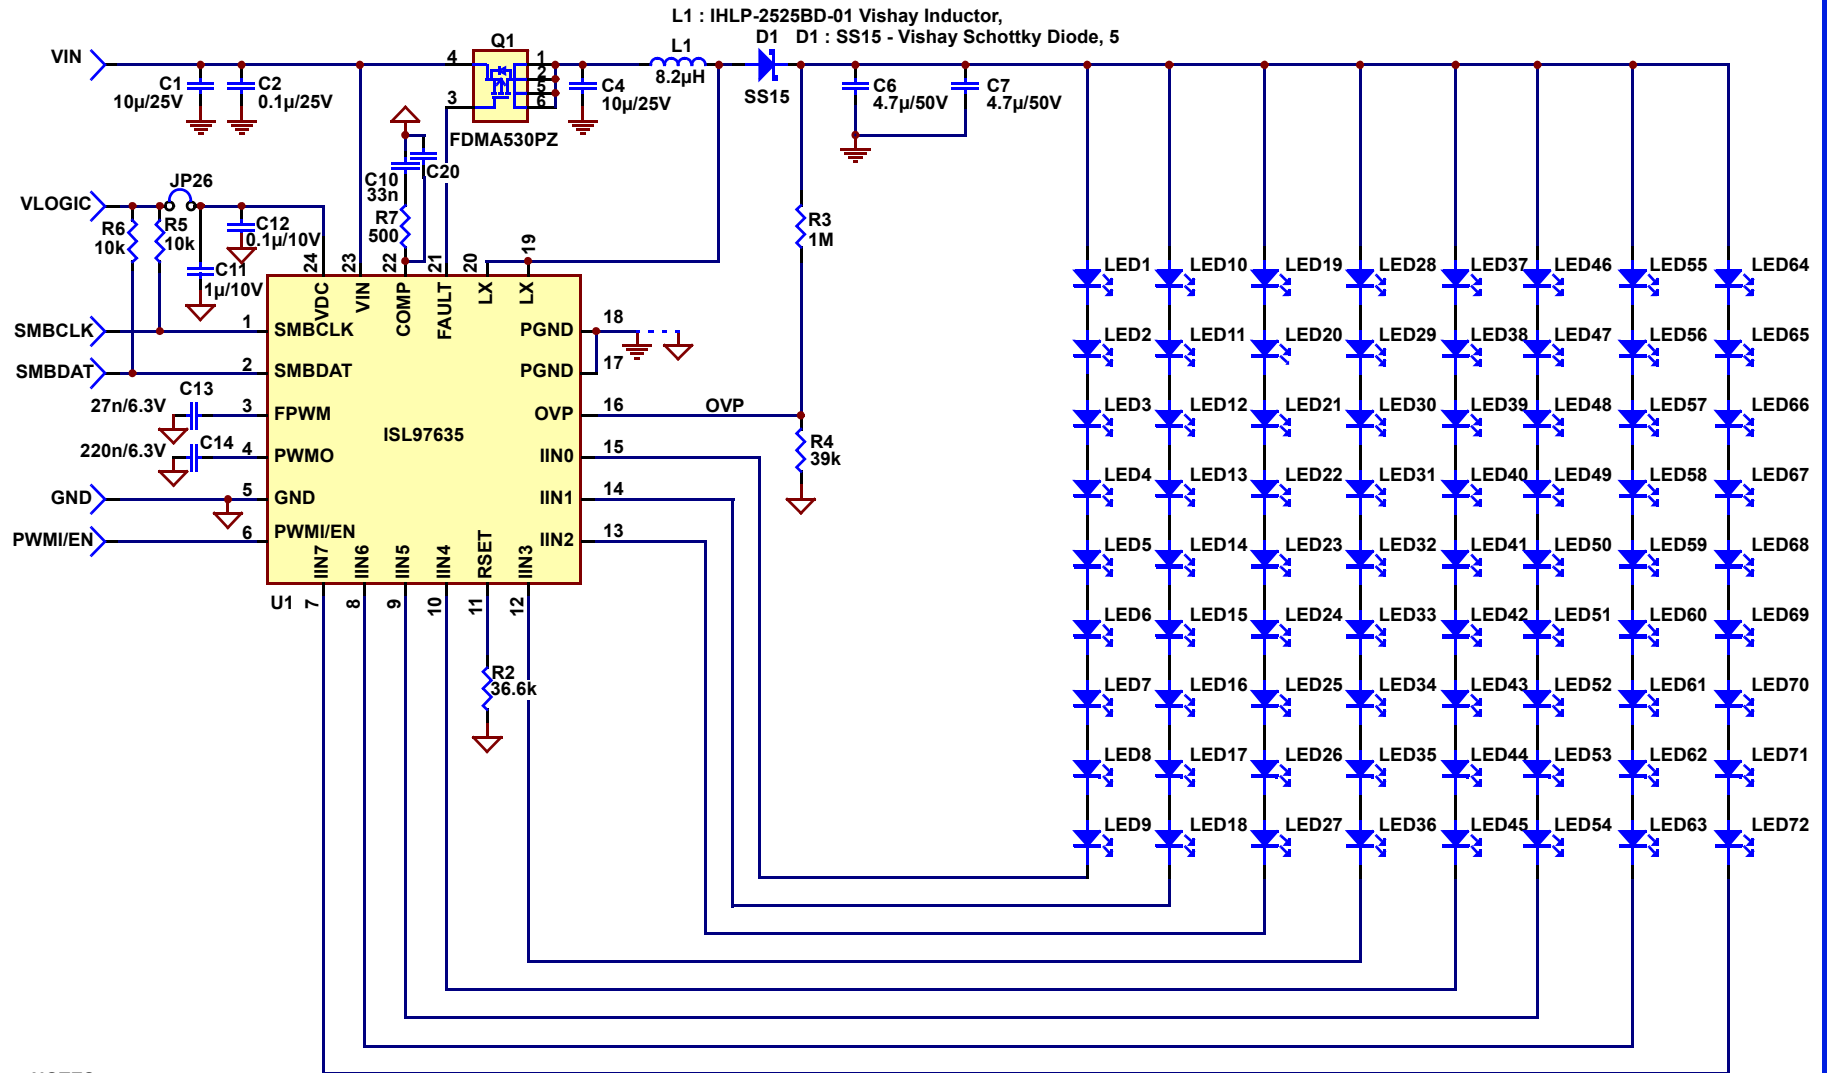 L1 : IHLP-2525BD-01 Vishay Inductor,
D1 D1 : SS15 - Vishay Schottky Diode, 5
VIN
C1
10µ/25V
C2
0.1µ/25V
Q1
4
3
1
2
5
6
FDMA530PZ
C4
10µ/25V
L1
8.2µH
SS15
C6
4.7µ/50V
C7
4.7µ/50V
C20
C10
33n
R7
500
JP26
VLOGIC
R6
10k
R5
10k
C12
0.1µ/10V
C11
1µ/10V
R3
1M
24
23
22
21
20
19
VDC
VIN
COMP
FAULT
LX
LX
SMBCLK
1
SMBCLK
PGND
18
SMBDAT
2
SMBDAT
PGND
17
C13
27n/6.3V
3
FPWM
OVP
16
OVP
C14
220n/6.3V
4
PWMO
ISL97635
IIN0
15
R4
39k
GND
5
GND
IIN1
14
PWMI/EN
6
PWMI/EN
IIN2
13
IIN7
IIN6
IIN5
IIN4
RSET
IIN3
U1
7
8
9
10
11
12
R2
36.6k
LED1 LED10 LED19 LED28 LED37 LED46 LED55 LED64
LED2 LED11 LED20 LED29 LED38 LED47 LED56 LED65
LED3 LED12 LED21 LED30 LED39 LED48 LED57 LED66
LED4 LED13 LED22 LED31 LED40 LED49 LED58 LED67
LED5 LED14 LED23 LED32 LED41 LED50 LED59 LED68
LED6 LED15 LED24 LED33 LED42 LED51 LED60 LED69
LED7 LED16 LED25 LED34 LED43 LED52 LED61 LED70
LED8 LED17 LED26 LED35 LED44 LED53 LED62 LED71
LED9 LED18 LED27 LED36 LED45 LED54 LED63 LED72